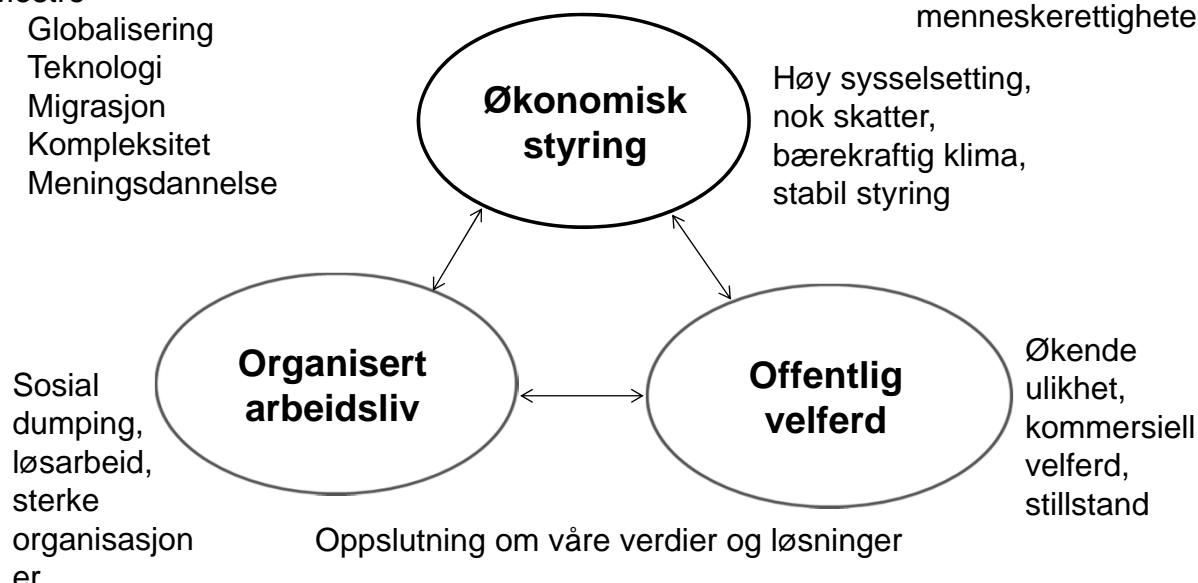 Globalisering
Teknologi
Migrasjon
Kompleksitet
Meningsdannelse
menneskerettighete
Økonomisk
styring
Høy sysselsetting,
nok skatter,
bærekraftig klima,
stabil styring
Organisert
arbeidsliv
Offentlig
velferd
Sosial
dumping,
løsarbeid,
sterke
organisasjon
er
Økende
ulikhet,
kommersiell
velferd,
stillstand
Oppslutning om våre verdier og løsninger